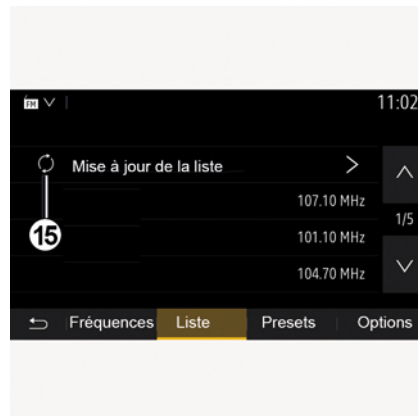 FM 11:02
Mise à jour de la liste
107.10 MHz
15
1/5
101.10 MHz
104.70 MHz
Fréquences Liste Presets Options